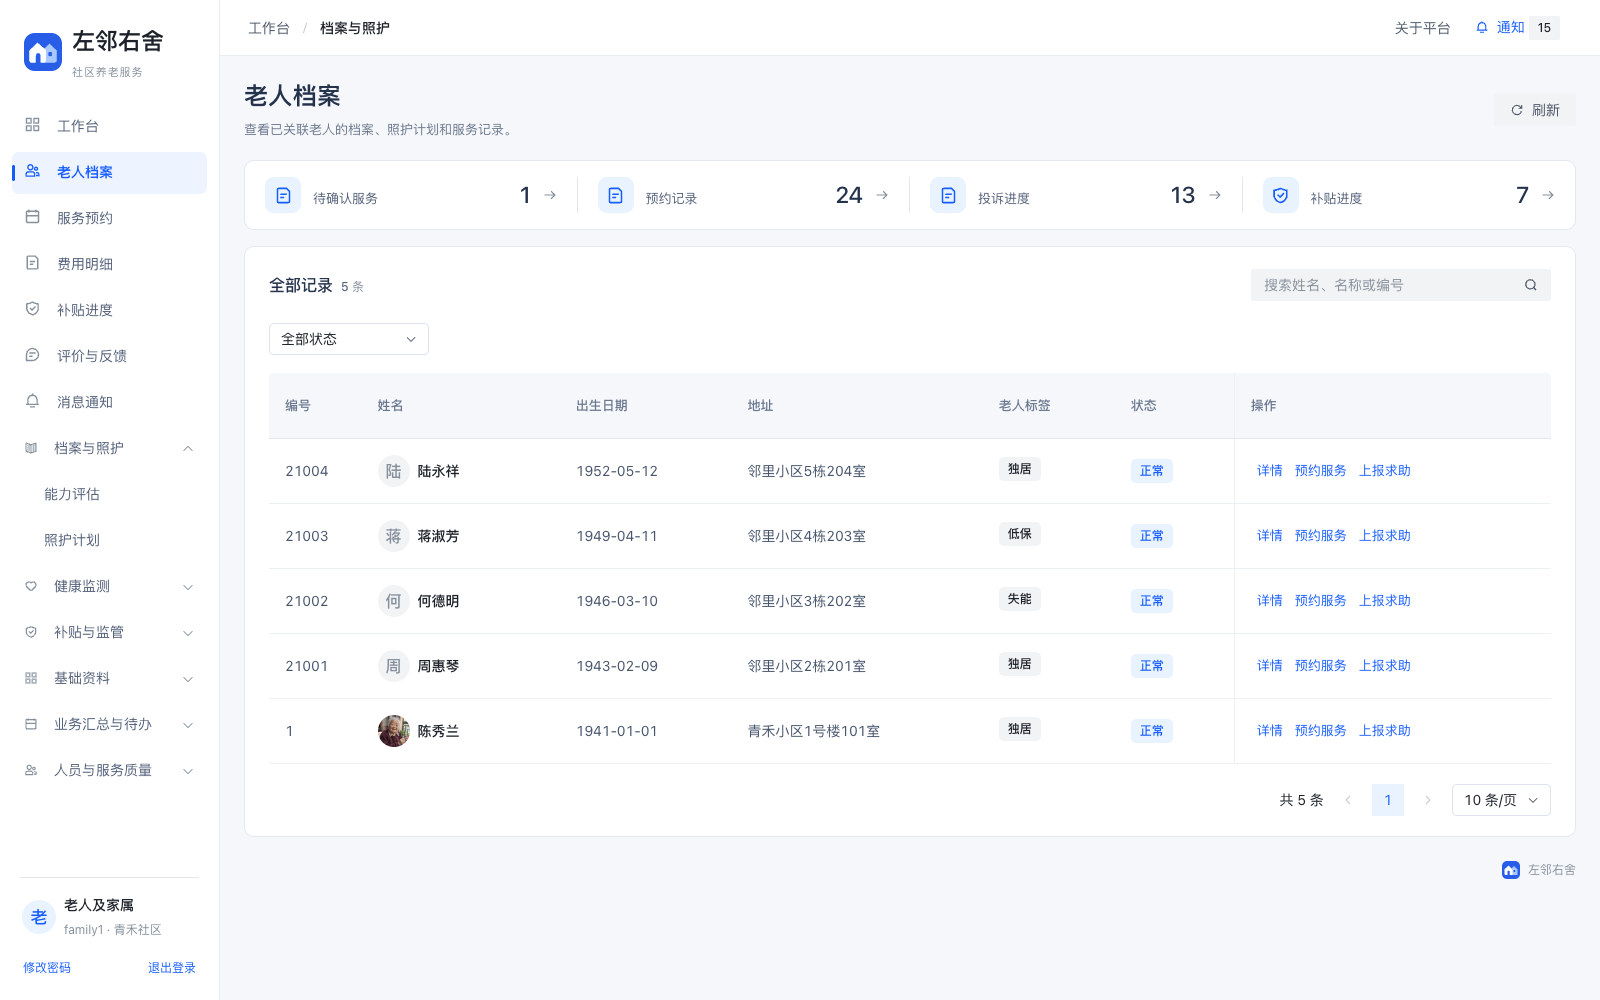 左邻右舍
社区养老服务
工作台
老人档案
服务预约
费用明细
补贴进度
评价与反馈
消息通知
档案与照护
能力评估
照护计划
健康监测
补贴与监管
基础资料
业务汇总与待办
人员与服务质量
老 老人及家属
family1 · 青禾社区
修改密码 退出登录
工作台 / 档案与照护
关于平台 通知 15
老人档案
查看已关联老人的档案、照护计划和服务记录。
刷新
待确认服务 1 预约记录 24 投诉进度 13 补贴进度 7
全部记录 5 条
搜索姓名、名称或编号
全部状态
编号 姓名 出生日期 地址 老人标签 状态 操作
21004 陆 陆永祥 1952-05-12 邻里小区5栋204室 独居 正常 详情 预约服务 上报求助
21003 蒋 蒋淑芳 1949-04-11 邻里小区4栋203室 低保 正常 详情 预约服务 上报求助
21002 何 何德明 1946-03-10 邻里小区3栋202室 失能 正常 详情 预约服务 上报求助
21001 周 周惠琴 1943-02-09 邻里小区2栋201室 独居 正常 详情 预约服务 上报求助
1 陈秀兰 1941-01-01 青禾小区1号楼101室 独居 正常 详情 预约服务 上报求助
共 5 条 1 10 条/页
左邻右舍